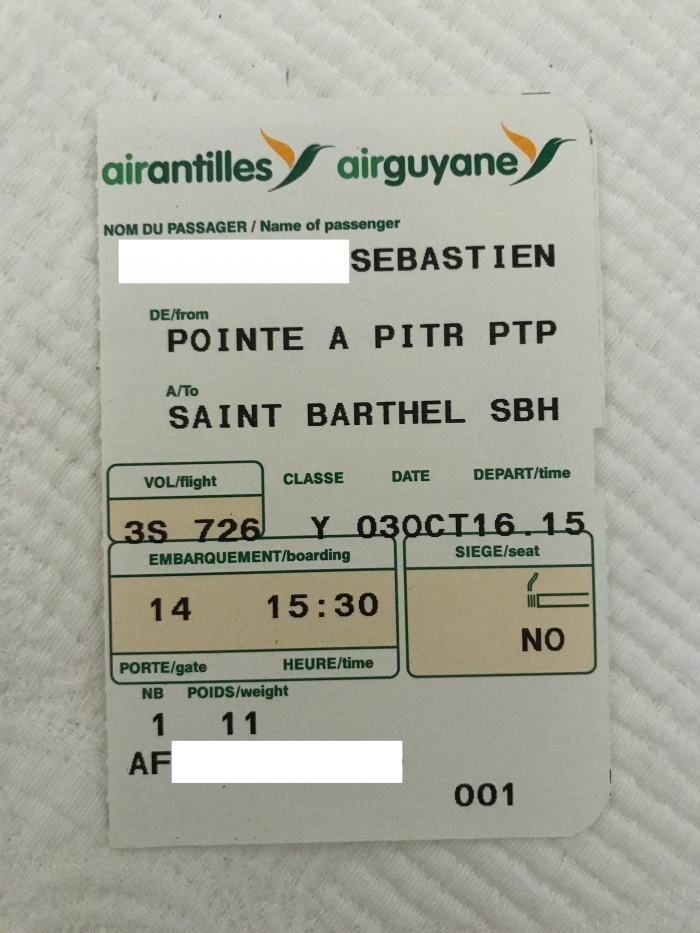 airantilles airguyane
NOM DU PASSAGER / Name of passenger
SEBASTIEN
DE/from
POINTE A PITR PTP
A/To
SAINT BARTHEL SBH
VOL/flight CLASSE DATE DEPART/time
3S 726 Y 03OCT16.15
EMBARQUEMENT/boarding SIEGE/seat
14 15:30 NO
PORTE/gate HEURE/time
NB POIDS/weight
1 11
AF
001